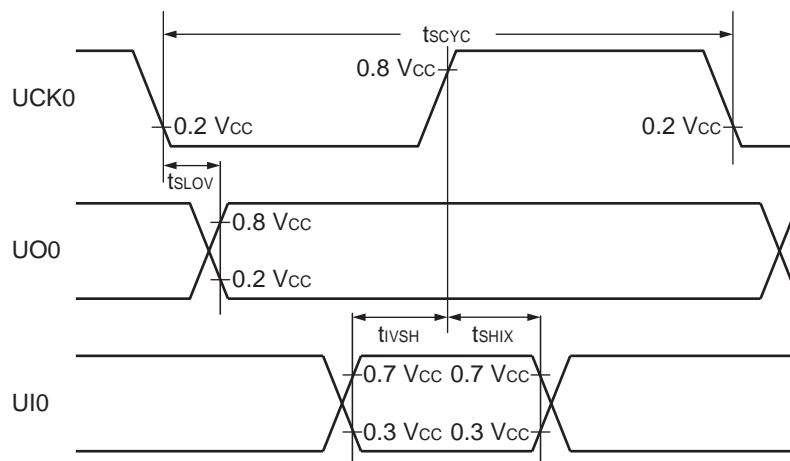 tSCYC
UCK0
0.8 VCC
0.2 VCC
0.2 VCC
tSLOV
UO0
0.8 VCC
0.2 VCC
tIVSH
tSHIX
UI0
0.7 VCC
0.7 VCC
0.3 VCC
0.3 VCC